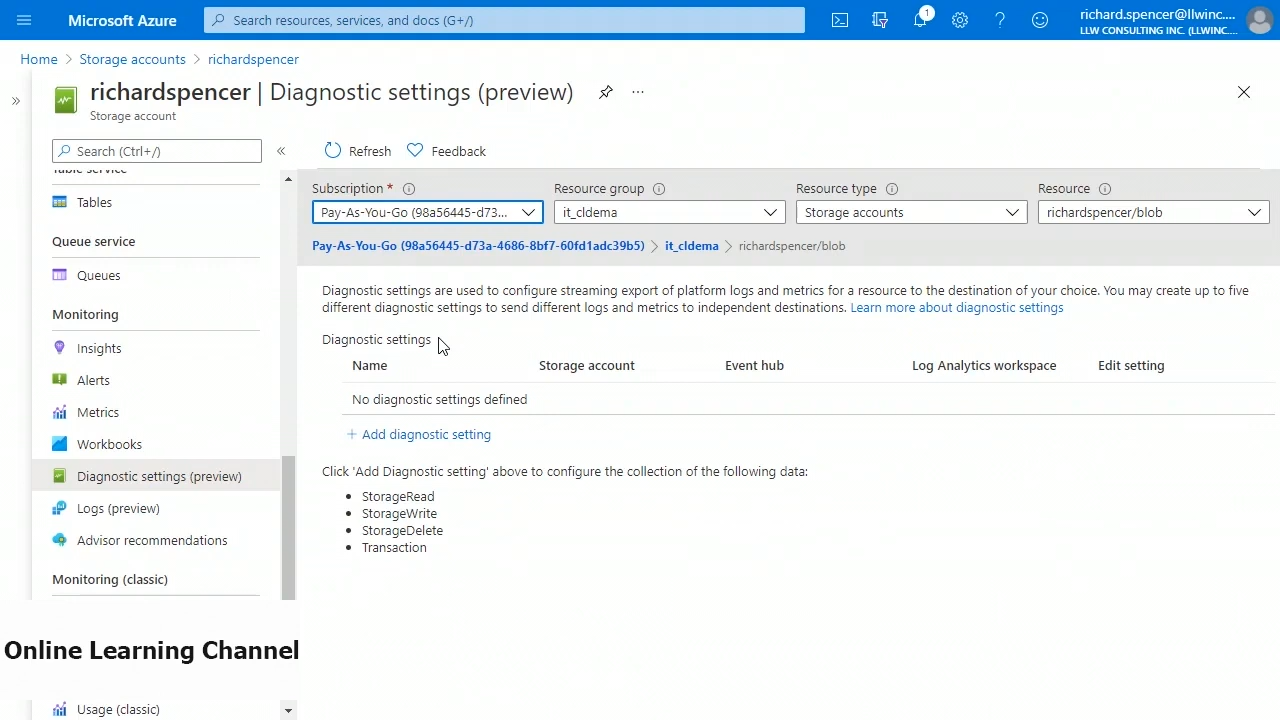 Microsoft Azure
Search resources, services, and docs (G+/)
1
richard.spencer@llwinc....
LLW CONSULTING INC. (LLWINC....
Home > Storage accounts > richardspencer
richardspencer | Diagnostic settings (preview)
Storage account
Search (Ctrl+/)
Refresh
Feedback
Table service
Tables
Queue service
Queues
Monitoring
Insights
Alerts
Metrics
Workbooks
Diagnostic settings (preview)
Logs (preview)
Advisor recommendations
Monitoring (classic)
Usage (classic)
Subscription *
Resource group
Resource type
Resource
Pay-As-You-Go (98a56445-d73...
it_cldema
Storage accounts
richardspencer/blob
Pay-As-You-Go (98a56445-d73a-4686-8bf7-60fd1adc39b5) > it_cldema > richardspencer/blob
Diagnostic settings are used to configure streaming export of platform logs and metrics for a resource to the destination of your choice. You may create up to five
different diagnostic settings to send different logs and metrics to independent destinations. Learn more about diagnostic settings
Diagnostic settings
Name Storage account Event hub Log Analytics workspace Edit setting
No diagnostic settings defined
+ Add diagnostic setting
Click 'Add Diagnostic setting' above to configure the collection of the following data:
• StorageRead
• StorageWrite
• StorageDelete
• Transaction
Online Learning Channel